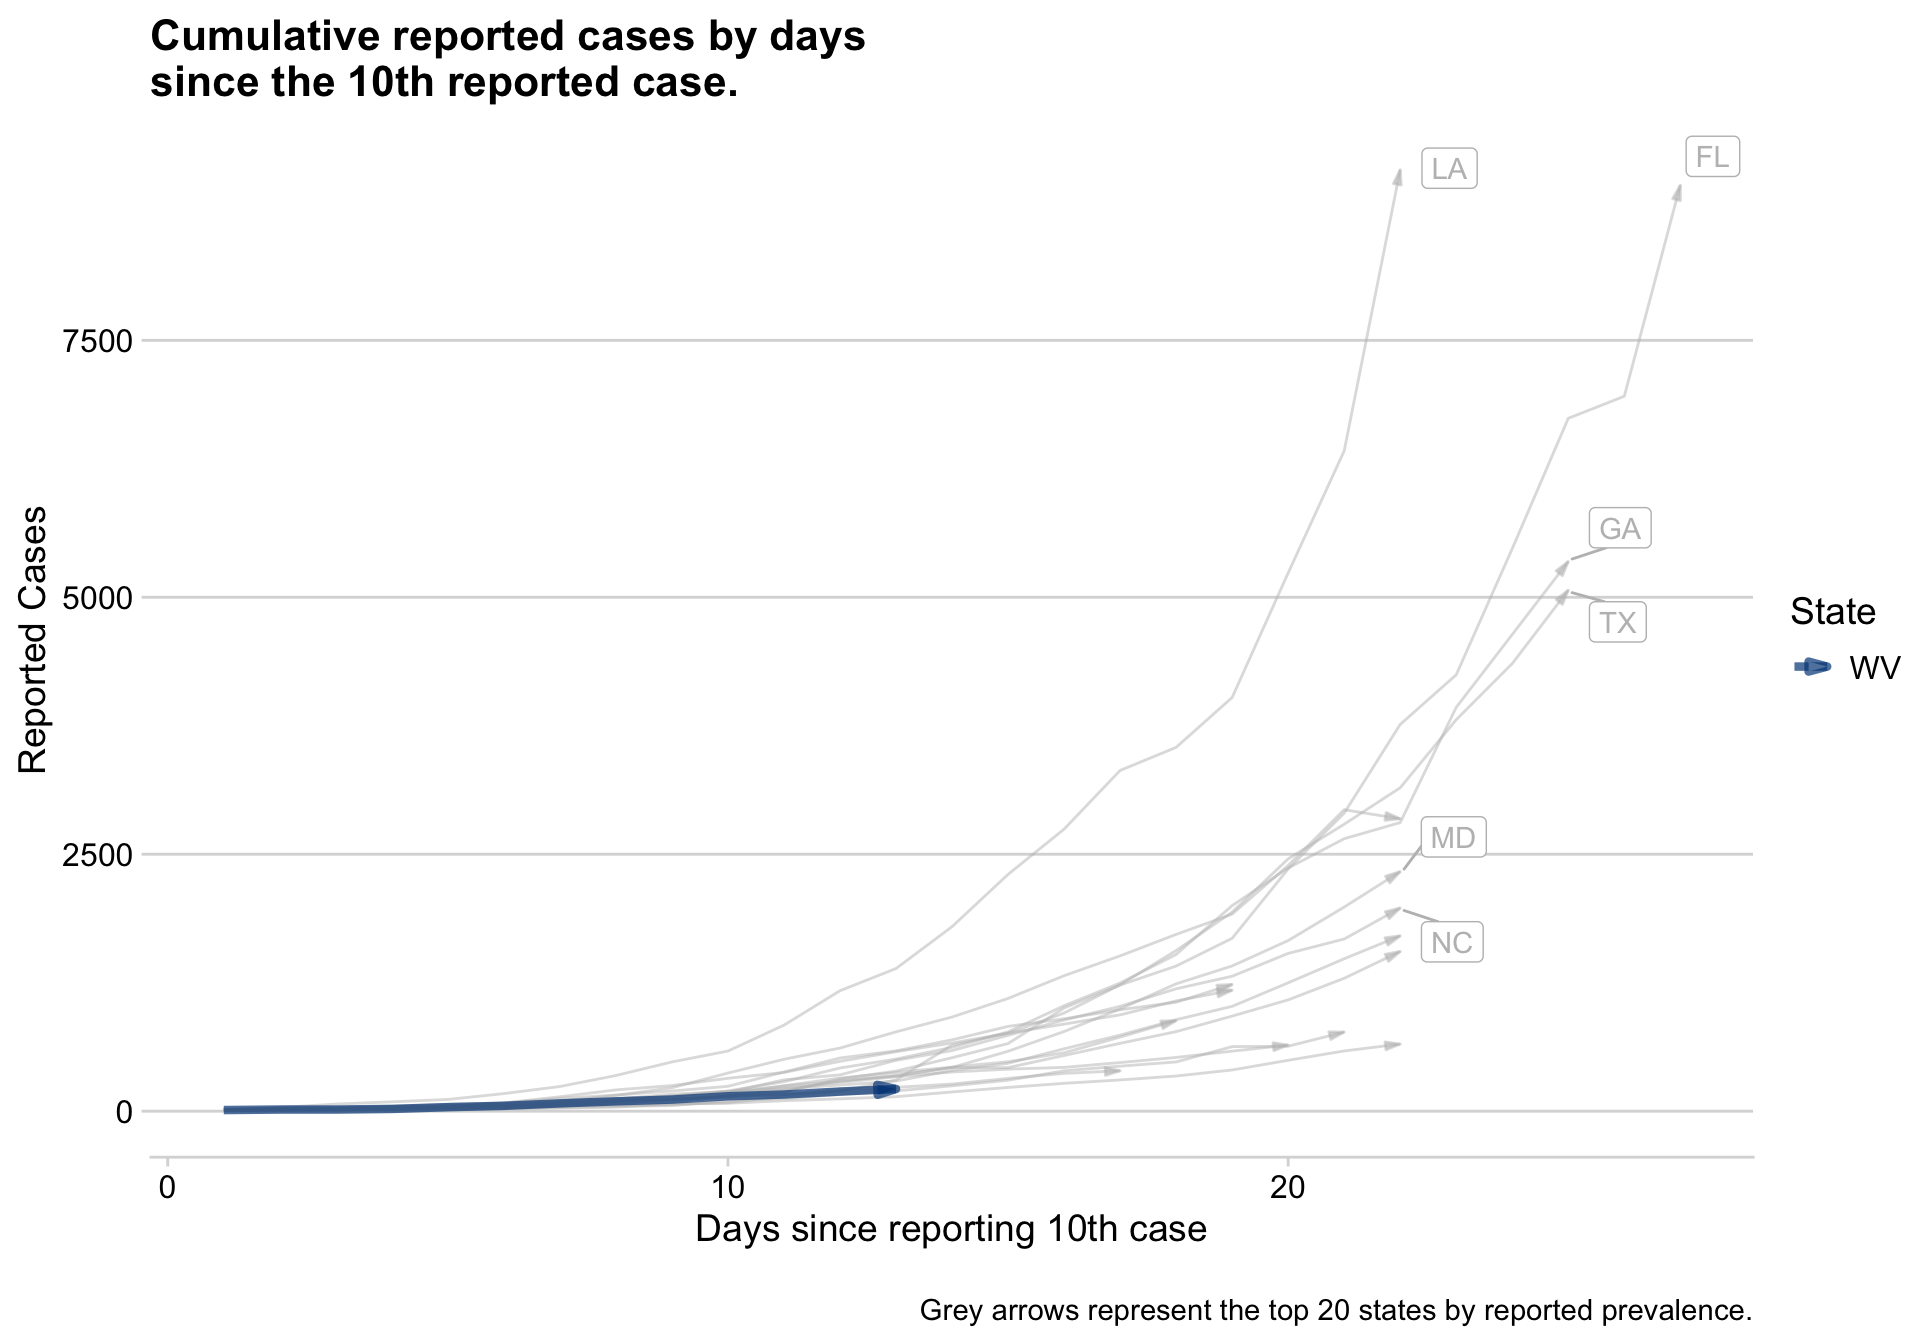 Cumulative reported cases by days
since the 10th reported case.
LA
FL
7500
GA
5000
TX
State
WV
Reported Cases
MD
2500
NC
0
0
10
20
Days since reporting 10th case
Grey arrows represent the top 20 states by reported prevalence.